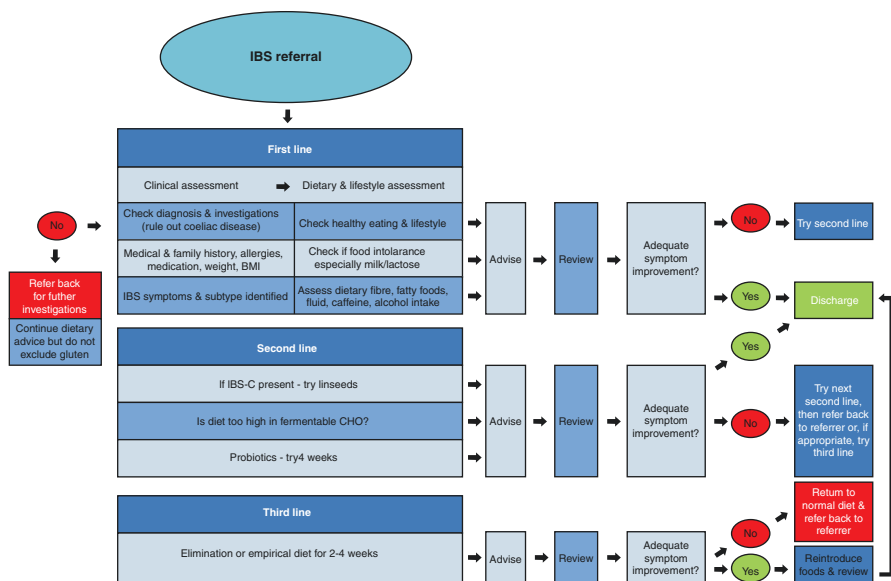 IBS referral
First line
Clinical assessment
Dietary & lifestyle assessment
No
Check diagnosis & investigations
(rule out coeliac disease)
Check healthy eating & lifestyle
Medical & family history, allergies,
medication, weight, BMI
Check if food intolarance
especially milk/lactose
IBS symptoms & subtype identified
Assess dietary fibre, fatty foods,
fluid, caffeine, alcohol intake
Refer back
for futher
investigations
Continue dietary
advice but do not
exclude gluten
Advise
Review
Adequate
symptom
improvement?
No
Try second line
Yes
Discharge
Yes
Second line
If IBS-C present - try linseeds
Is diet too high in fermentable CHO?
Probiotics - try4 weeks
Advise
Review
Adequate
symptom
improvement?
No
Try next
second line,
then refer back
to referrer or, if
appropriate, try
third line
Third line
Elimination or empirical diet for 2-4 weeks
Advise
Review
Adequate
symptom
improvement?
No
Return to
normal diet &
refer back to
referrer
Yes
Reintroduce
foods & review